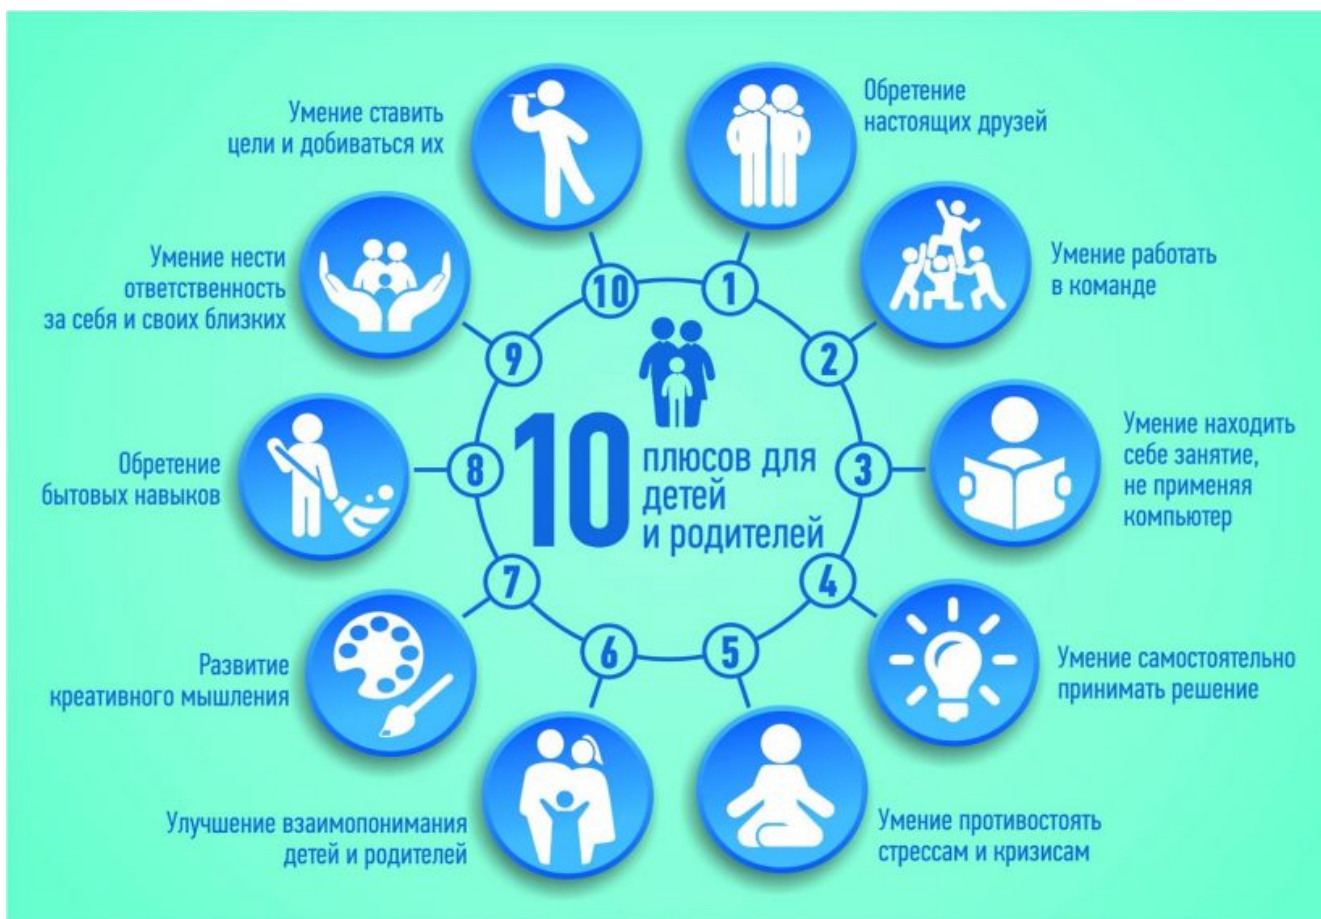 10
плюсов для
детей
и родителей
1
Обретение
настоящих друзей
2
Умение работать
в команде
3
Умение находить
себе занятие,
не применяя
компьютер
4
Умение самостоятельно
принимать решение
5
Умение противостоять
стрессам и кризисам
6
Улучшение взаимопонимания
детей и родителей
7
Развитие
креативного мышления
8
Обретение
бытовых навыков
9
Умение нести
ответственность
за себя и своих близких
10
Умение ставить
цели и добиваться их